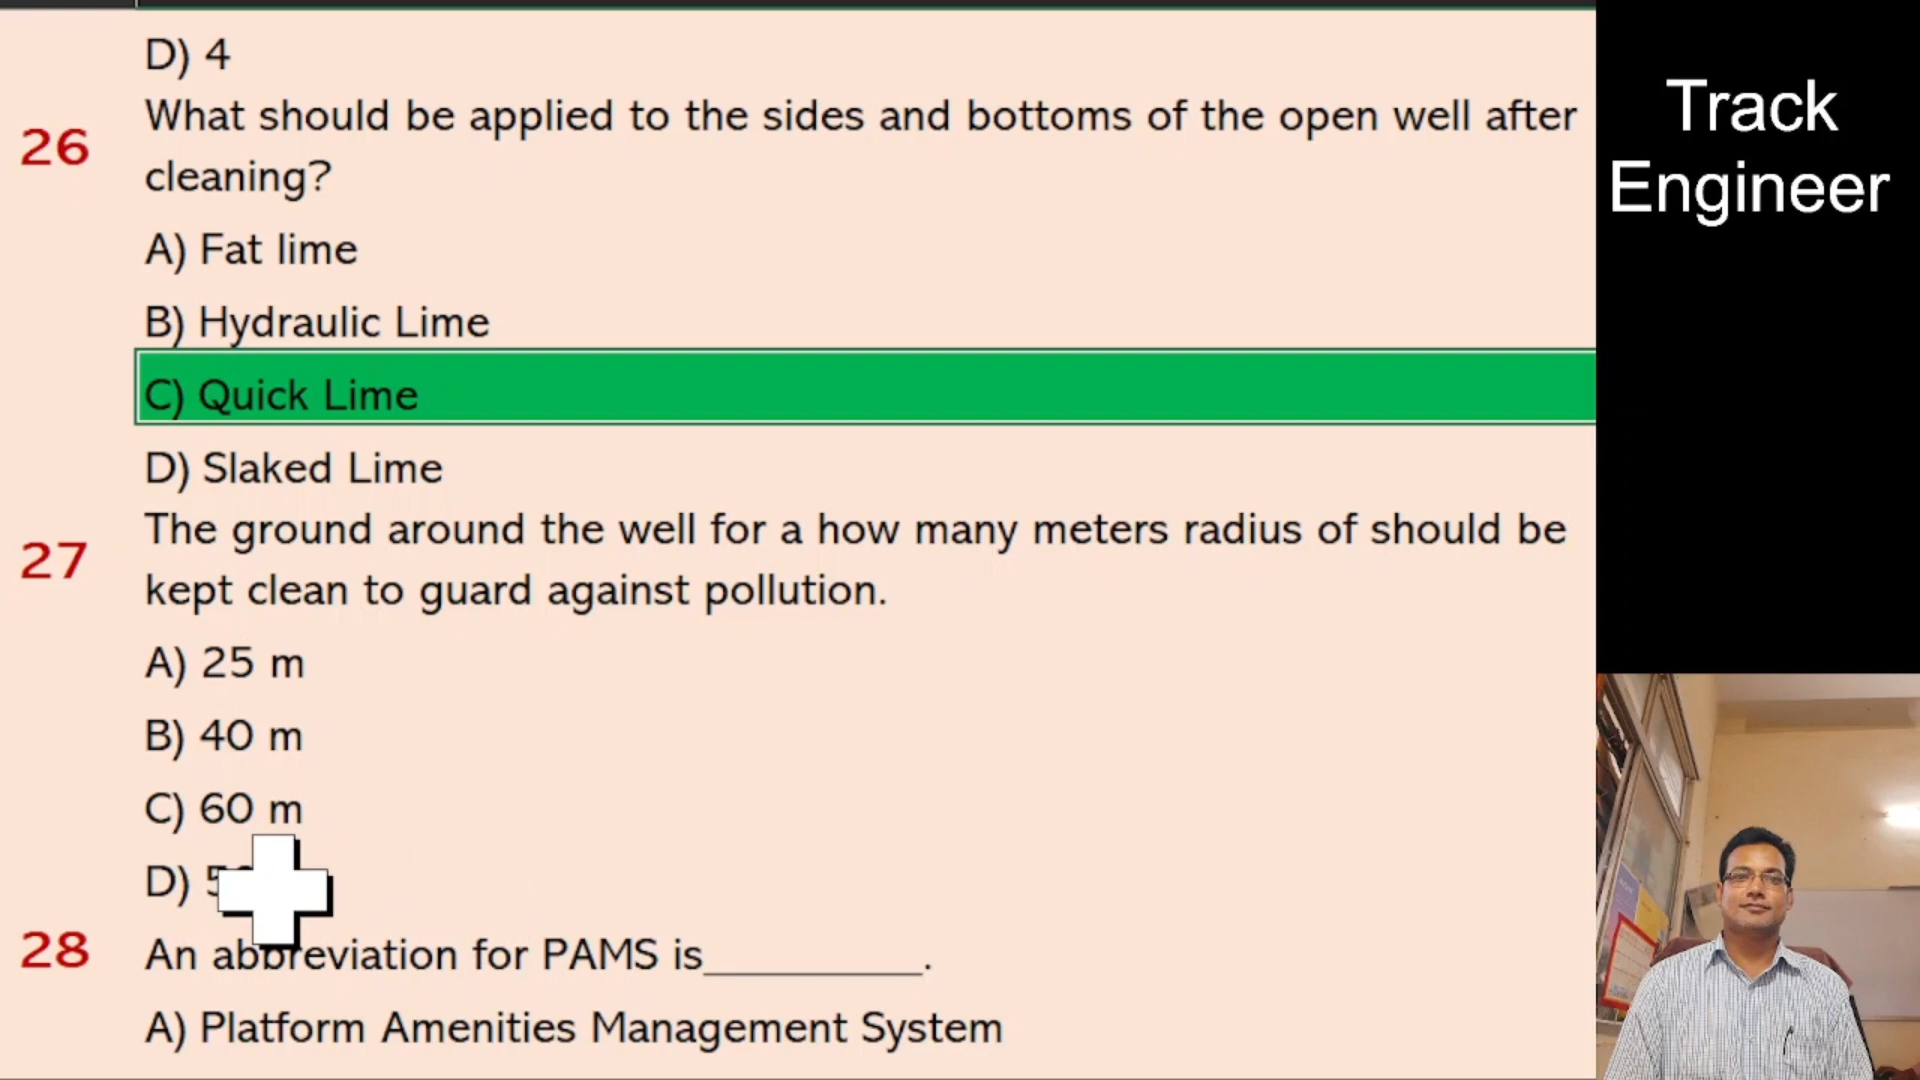 D) 4
26
What should be applied to the sides and bottoms of the open well after
cleaning?
A) Fat lime
B) Hydraulic Lime
C) Quick Lime
D) Slaked Lime
27
The ground around the well for a how many meters radius of should be
kept clean to guard against pollution.
A) 25 m
B) 40 m
C) 60 m
D)
28
An abbreviation for PAMS is__________.
A) Platform Amenities Management System
Track
Engineer